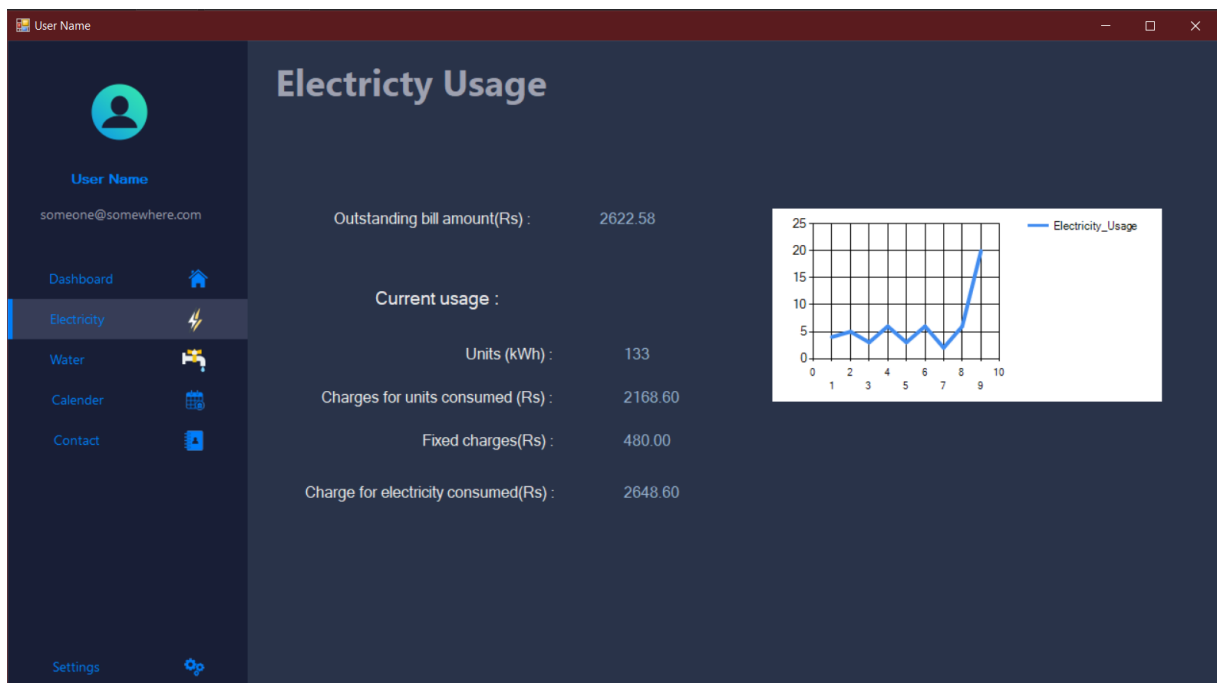 User Name
Electricty Usage
User Name
someone@somewhere.com
Dashboard
Electricity
Water
Calender
Contact
Settings
Outstanding bill amount(Rs) : 2622.58
Current usage :
Units (kWh) : 133
Charges for units consumed (Rs) : 2168.60
Fixed charges(Rs) : 480.00
Charge for electricity consumed(Rs) : 2648.60
Electricity_Usage
25
20
15
10
5
0
0 2 4 6 8 10
1 3 5 7 9